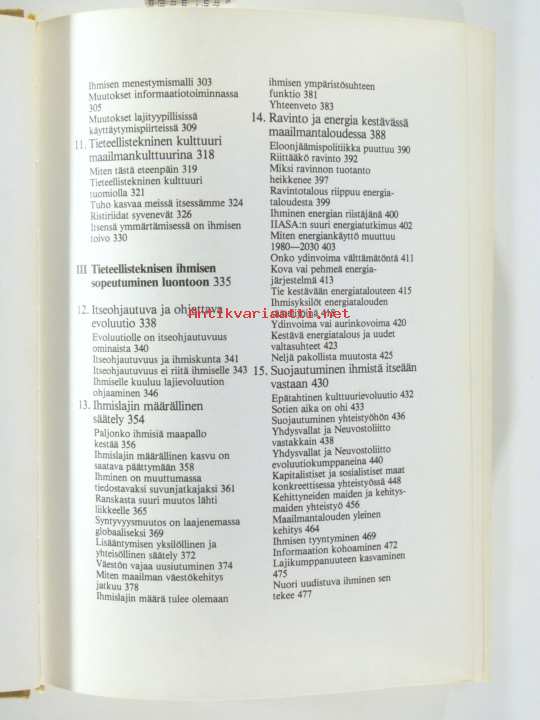 Ihmisen menestymismalli 303
Muutokset informaatiotoiminnassa
305
Muutokset lajityypillisissä
käyttäytymispiirteissä 309
11. Tieteellistekninen kulttuuri
maailmankulttuurina 318
Miten tästä eteenpäin 319
Tieteellistekninen kulttuuri
tuomiolla 321
Tuho kasvaa meissä itsessämme 324
Ristiriidat syvenevät 326
Itsensä ymmärtämisessä on ihmisen
toivo 330
III Tieteellisteknisen ihmisen
sopeutuminen luontoon 335
12. Itseohjautuva ja ohjattava
evoluutio 338
Evoluutiolle on itseohjautuvuus
ominaista 340
Itseohjautuvuus ja ihmiskunta 341
Itseohjautuvuus ei riitä ihmiselle 343
Ihmiselle kuuluu lajievoluution
ohjaaminen 346
13. Ihmislajin määrällinen
säätely 354
Paljonko ihmisiä maapallo
kestää 356
Ihmislajin määrällinen kasvu on
saatava päättymään 358
Ihminen on muuttumassa
tiedostavaksi suvunjatkajaksi 361
Ranskasta suuri muutos lähti
liikkeelle 365
Syntyvyysmuutos on laajenemassa
globaaliseksi 369
Lisääntymisen yksilöllinen ja
yhteisöllinen säätely 372
Väestön vajaa uusiutuminen 374
Miten maailman väestökehitys
jatkuu 378
Ihmislajin määrä tulee olemaan
ihmisen ympäristösuhteen
funktio 381
Yhteenveto 383
14. Ravinto ja energia kestävässä
maailmantaloudessa 388
Eloonjäämispolitiikka puuttuu 390
Riittääkö ravinto 392
Miksi ravinnon tuotanto
heikkenee 397
Ravintotalous riippuu energia-
taloudesta 399
Ihminen energian riistäjänä 400
IIASA:n suuri energiatutkimus 402
Miten energiankäyttö muuttuu
1980—2030 403
Onko ydinvoima välttämätöntä 411
Kova vai pehmeä energia-
järjestelmä 413
Tie kestävään energiatalouteen 415
Ihmisyksilöt energiatalouden
418
Ydinvoima vai aurinkovoima 420
Kestävä energiatalous ja uudet
valtasuhteet 423
Neljä pakollista muutosta 425
15. Suojautuminen ihmistä itseään
vastaan 430
Epätahtinen kulttuurievoluutio 430
Sotien aika on ohi 433
Suojautuminen yhteistyöhön 436
Yhdysvallat ja Neuvostoliitto
vastakkain 438
Yhdysvallat ja Neuvostoliitto
evoluutiokumppaneina 440
Kapitalistiset ja sosialistiset maat
konkreettisessa yhteistyössä 448
Kehittyneiden maiden ja kehitys-
maiden yhteistyö 456
Maailmantalouden yleinen
kehitys 464
Ihmisen tyyntyminen 469
Informaation kohoaminen 472
Lajikumppanuuteen kasvaminen
475
Nuori uudistuva ihminen sen
tekee 477
Antikvariaatti.net